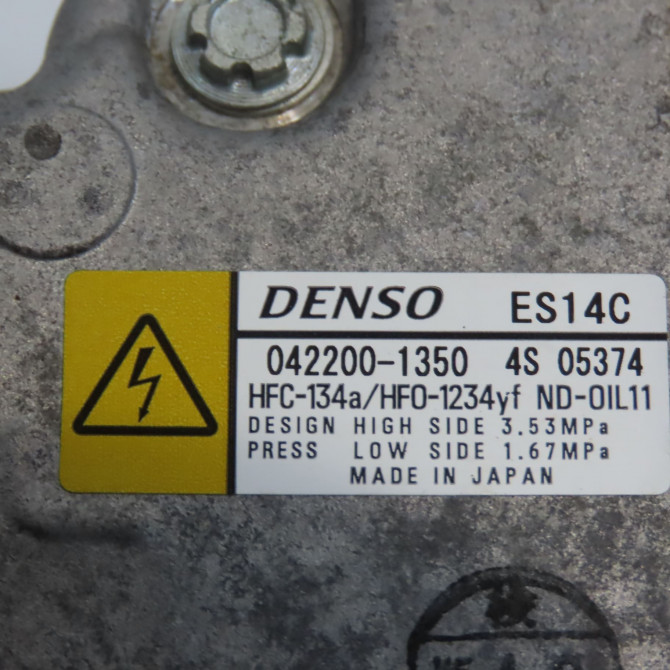 DENSO ES14C
042200-1350 4S 05374
HFC-134a/HFO-1234yf ND-OIL11
DESIGN HIGH SIDE 3.53MPa
PRESS LOW SIDE 1.67MPa
MADE IN JAPAN